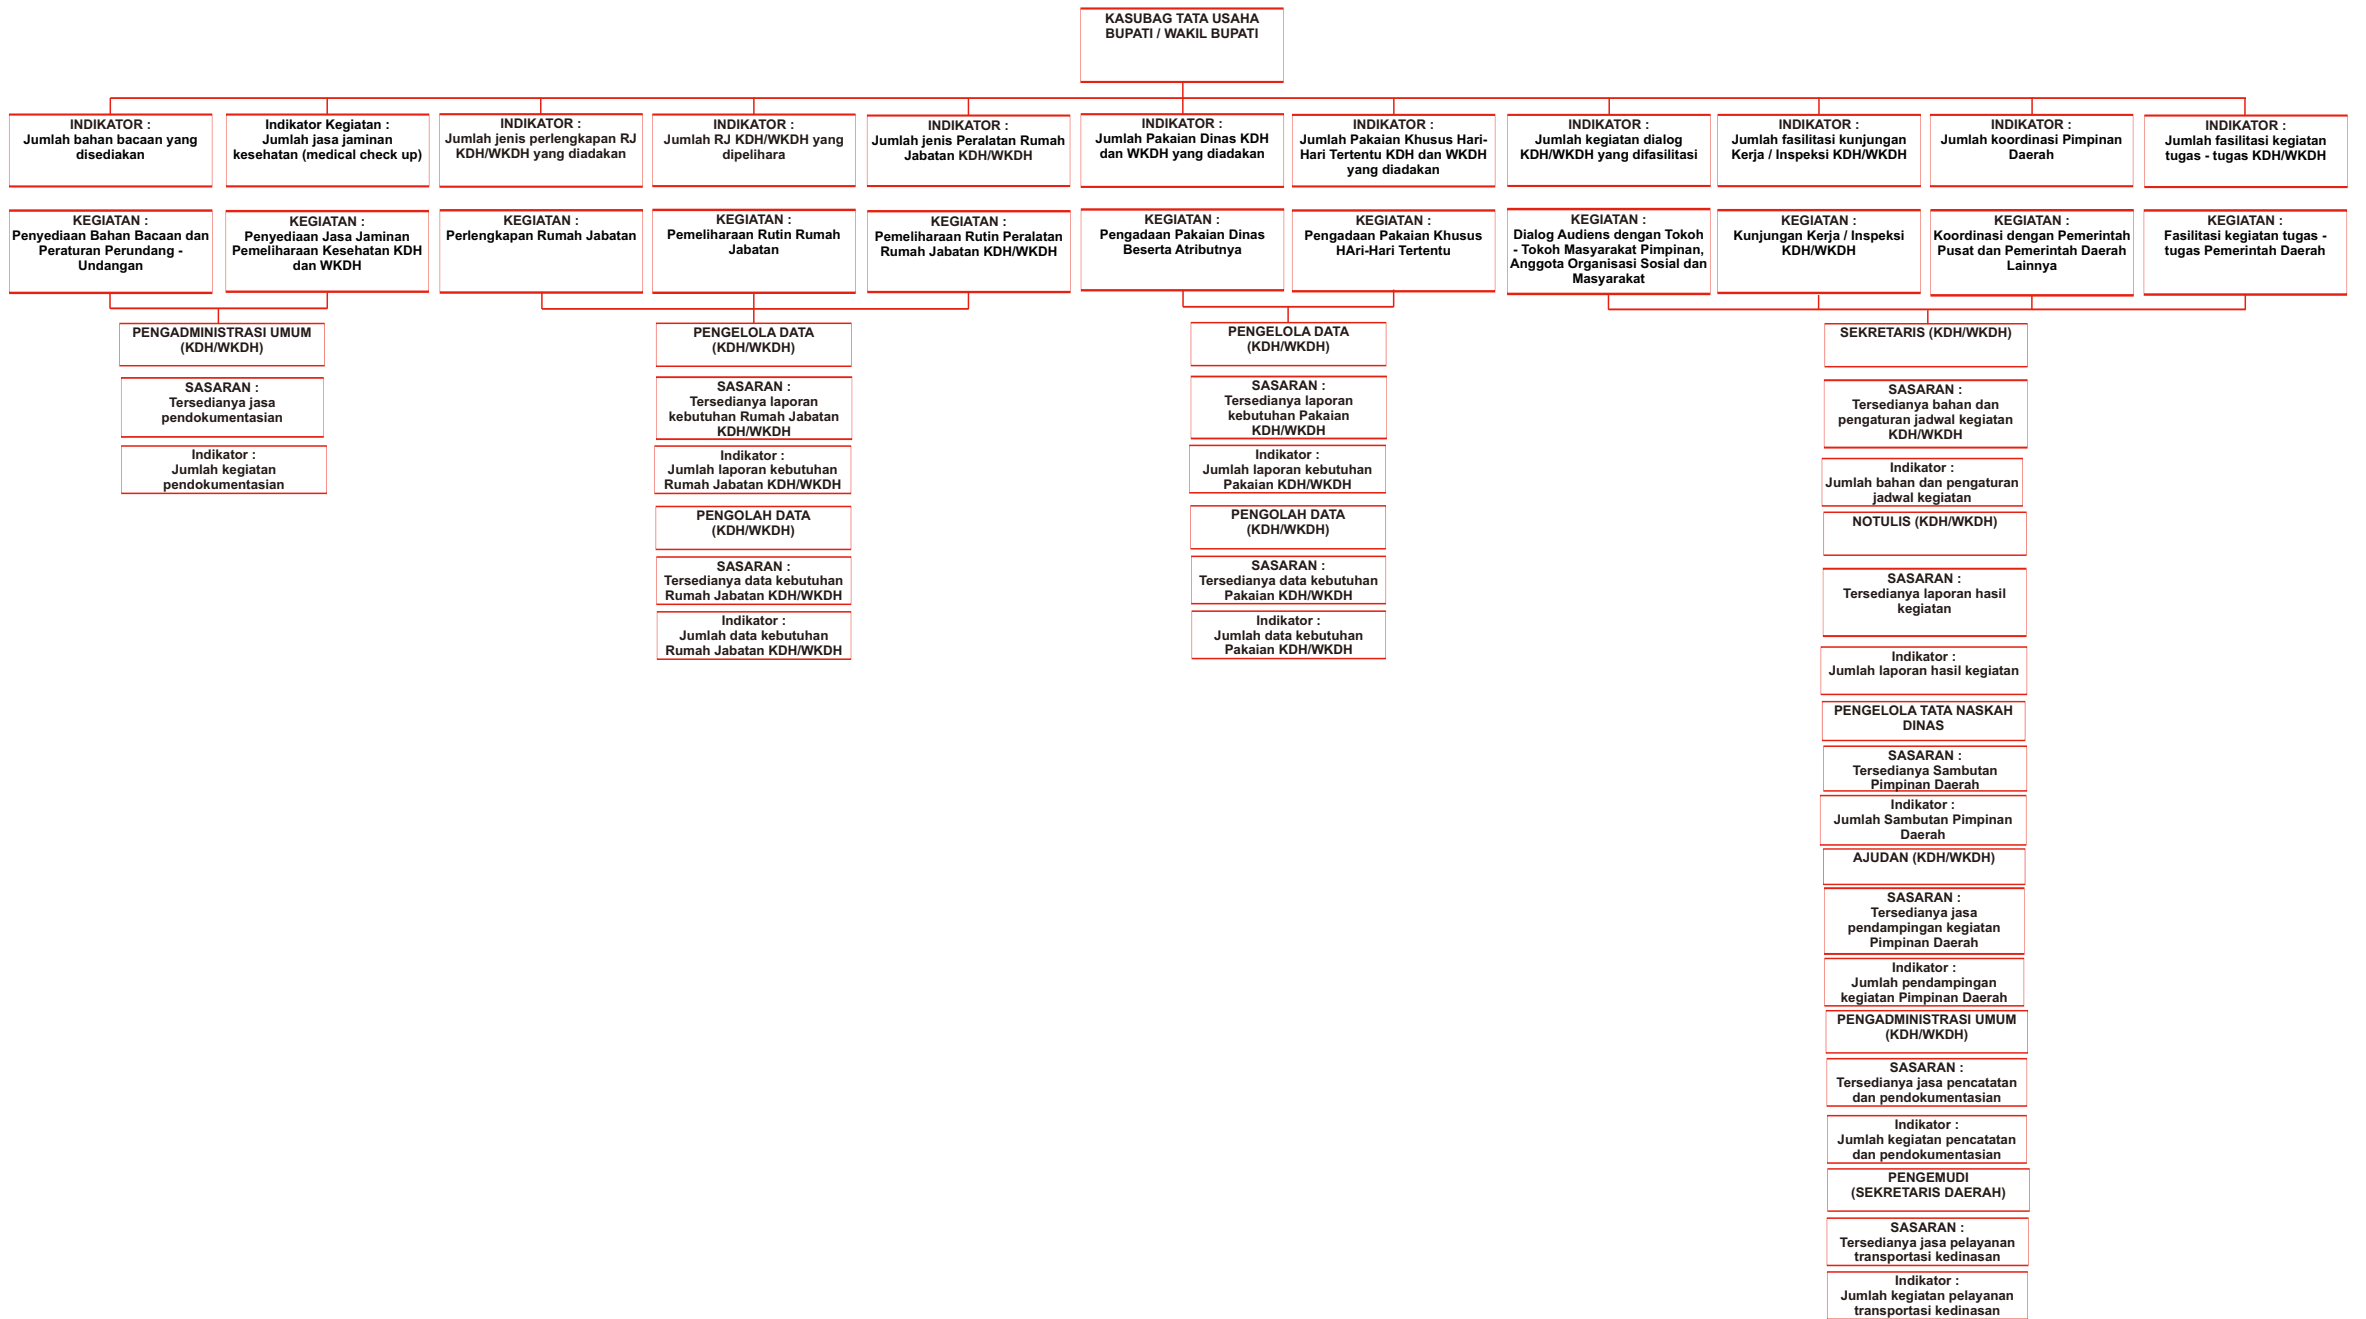 KASUBAG TATA USAHA
BUPATI / WAKIL BUPATI
INDIKATOR :
Jumlah bahan bacaan yang
disediakan
Indikator Kegiatan :
Jumlah jasa jaminan
kesehatan (medical check up)
INDIKATOR :
Jumlah jenis perlengkapan RJ
KDH/WKDH yang diadakan
INDIKATOR :
Jumlah RJ KDH/WKDH yang
dipelihara
INDIKATOR :
Jumlah jenis Peralatan Rumah
Jabatan KDH/WKDH
INDIKATOR :
Jumlah Pakaian Dinas KDH
dan WKDH yang diadakan
INDIKATOR :
Jumlah Pakaian Khusus Hari-
Hari Tertentu KDH dan WKDH
yang diadakan
INDIKATOR :
Jumlah kegiatan dialog
KDH/WKDH yang difasilitasi
INDIKATOR :
Jumlah fasilitasi kunjungan
Kerja / Inspeksi KDH/WKDH
INDIKATOR :
Jumlah koordinasi Pimpinan
Daerah
INDIKATOR :
Jumlah fasilitasi kegiatan
tugas - tugas KDH/WKDH
KEGIATAN :
Penyediaan Bahan Bacaan dan
Peraturan Perundang -
Undangan
KEGIATAN :
Penyediaan Jasa Jaminan
Pemeliharaan Kesehatan KDH
dan WKDH
KEGIATAN :
Perlengkapan Rumah Jabatan
KEGIATAN :
Pemeliharaan Rutin Rumah
Jabatan
KEGIATAN :
Pemeliharaan Rutin Peralatan
Rumah Jabatan KDH/WKDH
KEGIATAN :
Pengadaan Pakaian Dinas
Beserta Atributnya
KEGIATAN :
Pengadaan Pakaian Khusus
HAri-Hari Tertentu
KEGIATAN :
Dialog Audiens dengan Tokoh
- Tokoh Masyarakat Pimpinan,
Anggota Organisasi Sosial dan
Masyarakat
KEGIATAN :
Kunjungan Kerja / Inspeksi
KDH/WKDH
KEGIATAN :
Koordinasi dengan Pemerintah
Pusat dan Pemerintah Daerah
Lainnya
KEGIATAN :
Fasilitasi kegiatan tugas -
tugas Pemerintah Daerah
PENGADMINISTRASI UMUM
(KDH/WKDH)
SASARAN :
Tersedianya jasa
pendokumentasian
Indikator :
Jumlah kegiatan
pendokumentasian
PENGELOLA DATA
(KDH/WKDH)
SASARAN :
Tersedianya laporan
kebutuhan Rumah Jabatan
KDH/WKDH
Indikator :
Jumlah laporan kebutuhan
Rumah Jabatan KDH/WKDH
PENGOLAH DATA
(KDH/WKDH)
SASARAN :
Tersedianya data kebutuhan
Rumah Jabatan KDH/WKDH
Indikator :
Jumlah data kebutuhan
Rumah Jabatan KDH/WKDH
PENGELOLA DATA
(KDH/WKDH)
SASARAN :
Tersedianya laporan
kebutuhan Pakaian
KDH/WKDH
Indikator :
Jumlah laporan kebutuhan
Pakaian KDH/WKDH
PENGOLAH DATA
(KDH/WKDH)
SASARAN :
Tersedianya data kebutuhan
Pakaian KDH/WKDH
Indikator :
Jumlah data kebutuhan
Pakaian KDH/WKDH
SEKRETARIS (KDH/WKDH)
SASARAN :
Tersedianya bahan dan
pengaturan jadwal kegiatan
KDH/WKDH
Indikator :
Jumlah bahan dan pengaturan
jadwal kegiatan
NOTULIS (KDH/WKDH)
SASARAN :
Tersedianya laporan hasil
kegiatan
Indikator :
Jumlah laporan hasil kegiatan
PENGELOLA TATA NASKAH
DINAS
SASARAN :
Tersedianya Sambutan
Pimpinan Daerah
Indikator :
Jumlah Sambutan Pimpinan
Daerah
AJUDAN (KDH/WKDH)
SASARAN :
Tersedianya jasa
pendampingan kegiatan
Pimpinan Daerah
Indikator :
Jumlah pendampingan
kegiatan Pimpinan Daerah
PENGADMINISTRASI UMUM
(KDH/WKDH)
SASARAN :
Tersedianya jasa pencatatan
dan pendokumentasian
Indikator :
Jumlah kegiatan pencatatan
dan pendokumentasian
PENGEMUDI
(SEKRETARIS DAERAH)
SASARAN :
Tersedianya jasa pelayanan
transportasi kedinasan
Indikator :
Jumlah kegiatan pelayanan
transportasi kedinasan